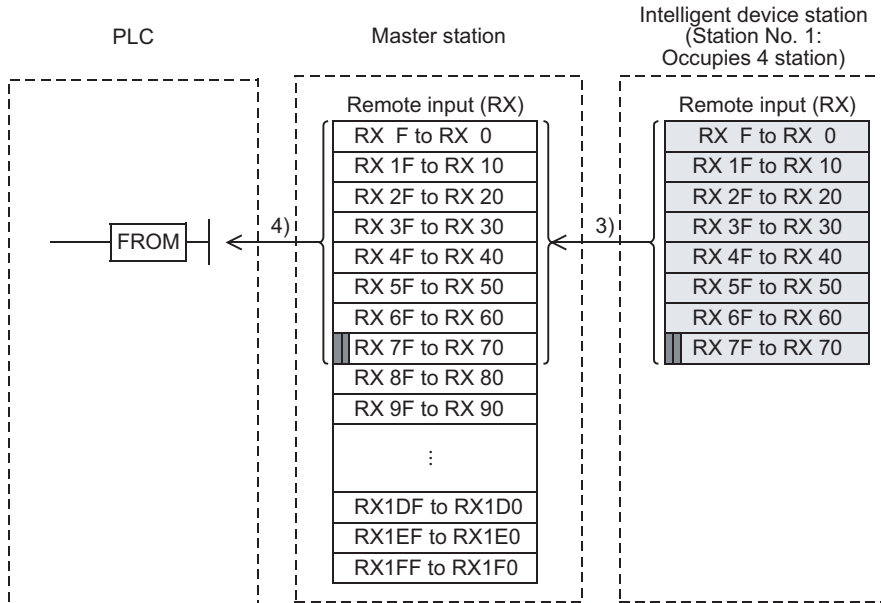 PLC
Master station
Intelligent device station
(Station No. 1:
Occupies 4 station)
Remote input (RX)
RX F to RX 0
RX 1F to RX 10
RX 2F to RX 20
RX 3F to RX 30
RX 4F to RX 40
RX 5F to RX 50
RX 6F to RX 60
RX 7F to RX 70
RX 8F to RX 80
RX 9F to RX 90
⋮
RX1DF to RX1D0
RX1EF to RX1E0
RX1FF to RX1F0
Remote input (RX)
RX F to RX 0
RX 1F to RX 10
RX 2F to RX 20
RX 3F to RX 30
RX 4F to RX 40
RX 5F to RX 50
RX 6F to RX 60
RX 7F to RX 70
FROM
4)
3)